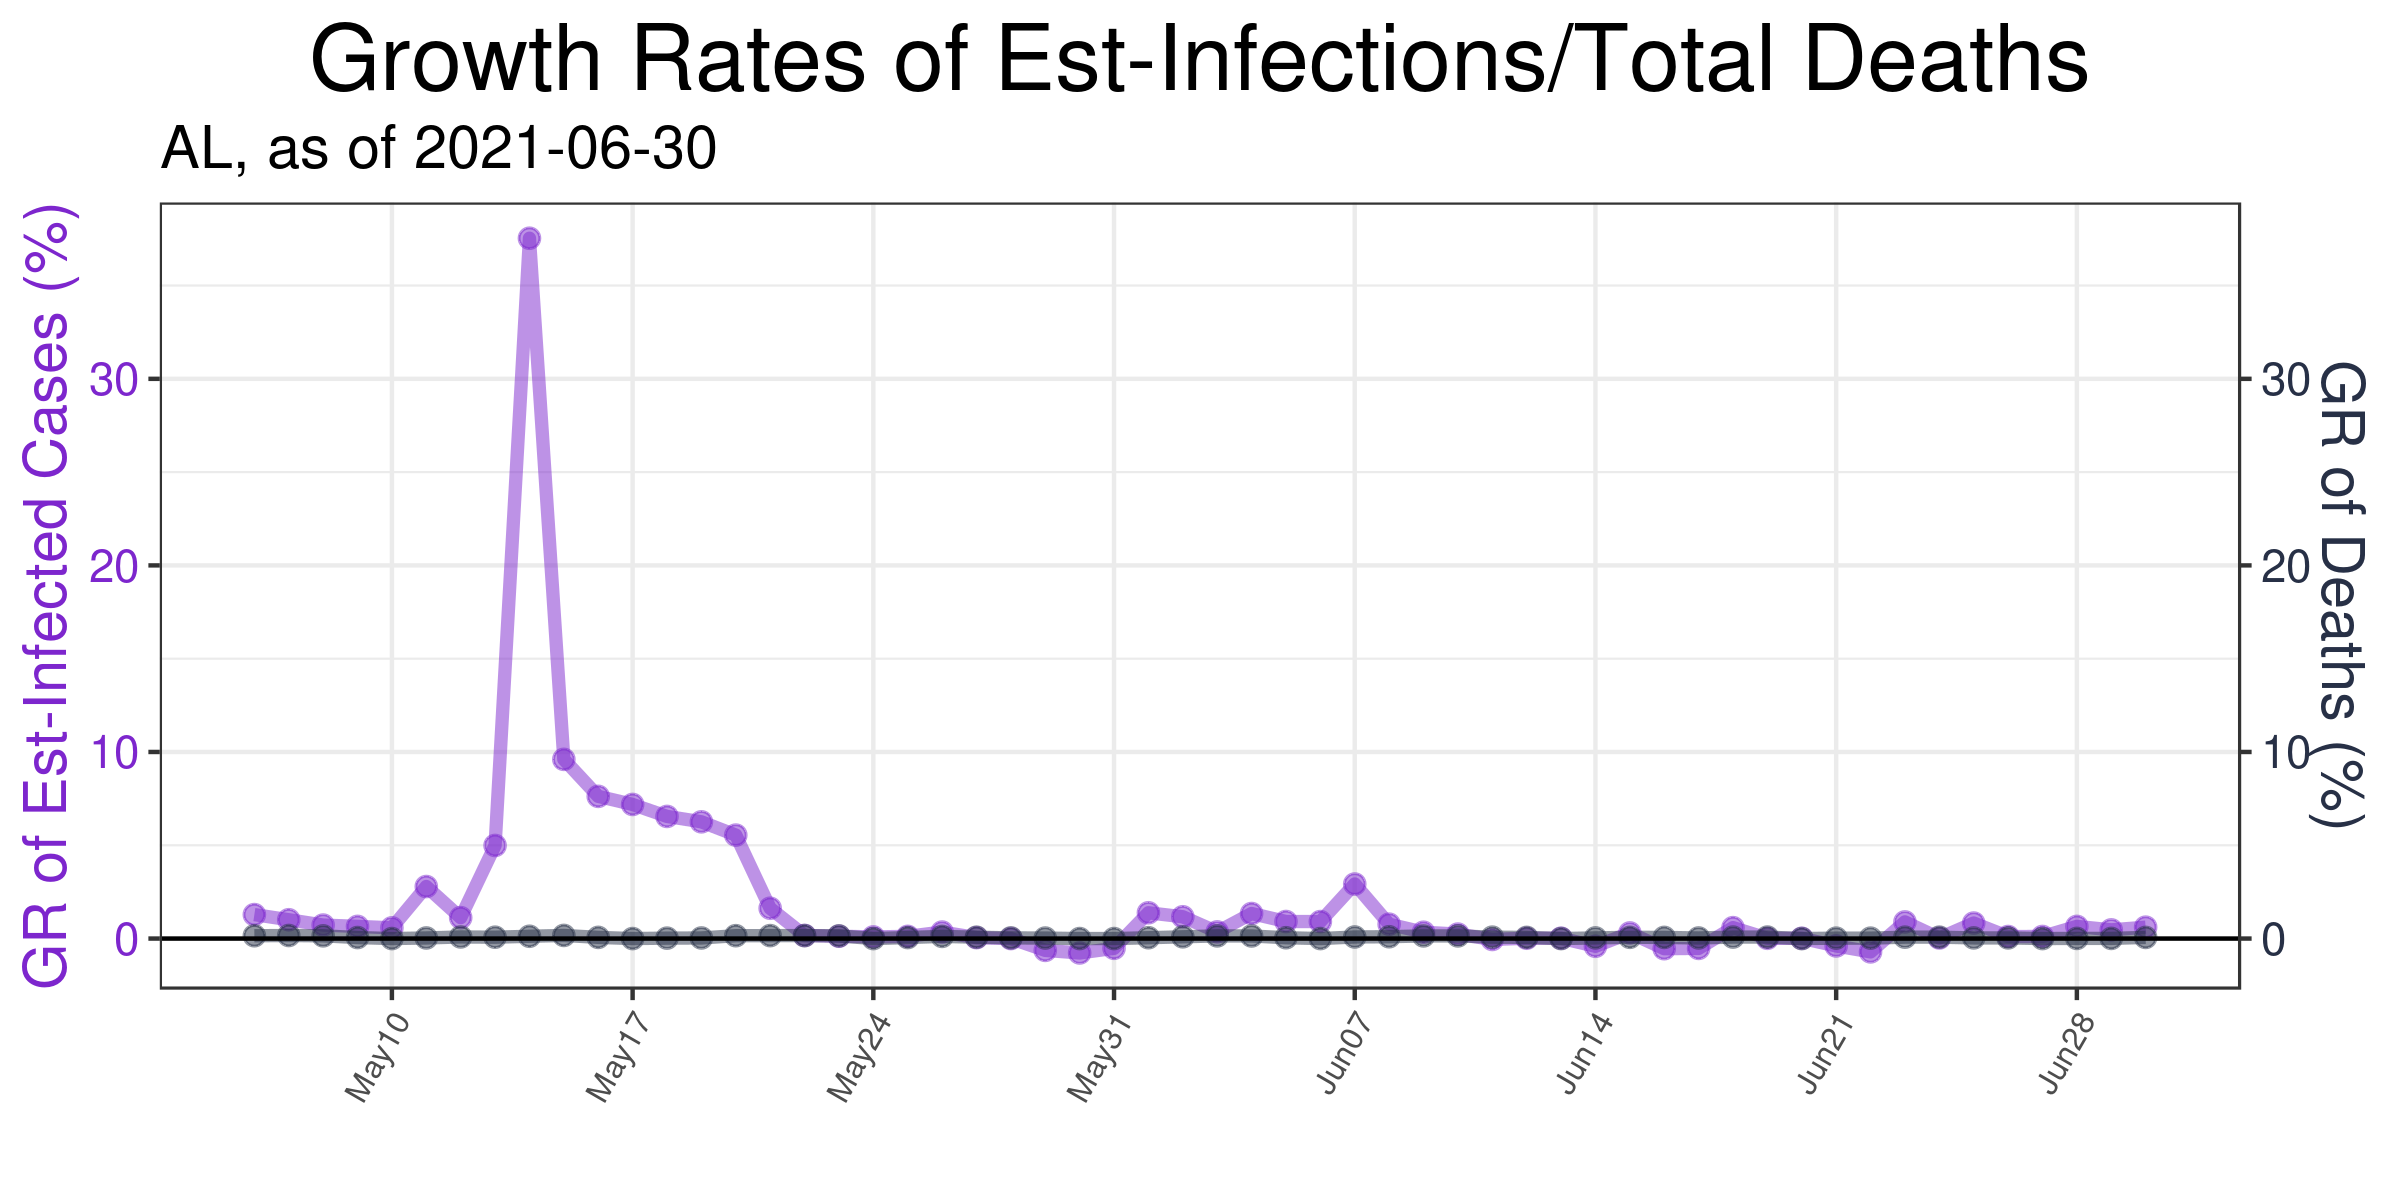 Growth Rates of Est-Infections/Total Deaths
AL, as of 2021-06-30
GR of Est-Infected Cases (%)
30
20
10
0
30
20
10
0
GR of Deaths (%)
May10
May17
May24
May31
Jun07
Jun14
Jun21
Jun28